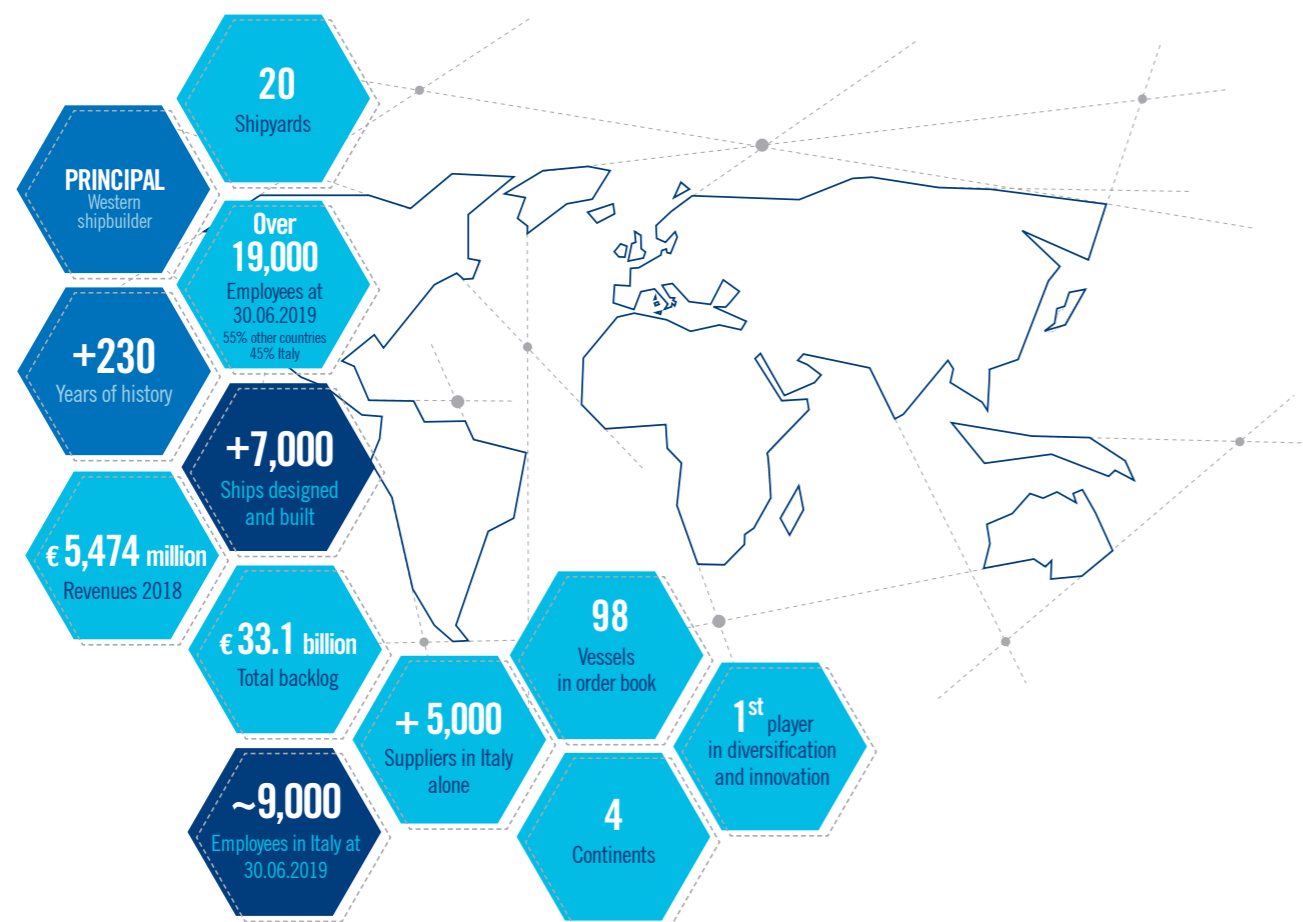 20
Shipyards
PRINCIPAL
Western
shipbuilder
Over
19,000
Employees at
30.06.2019
55% other countries
45% Italy
+230
Years of history
+7,000
Ships designed
and built
€ 5,474 million
Revenues 2018
€ 33.1 billion
Total backlog
98
Vessels
in order book
+ 5,000
Suppliers in Italy
alone
1st player
in diversification
and innovation
~9,000
Employees in Italy at
30.06.2019
4
Continents